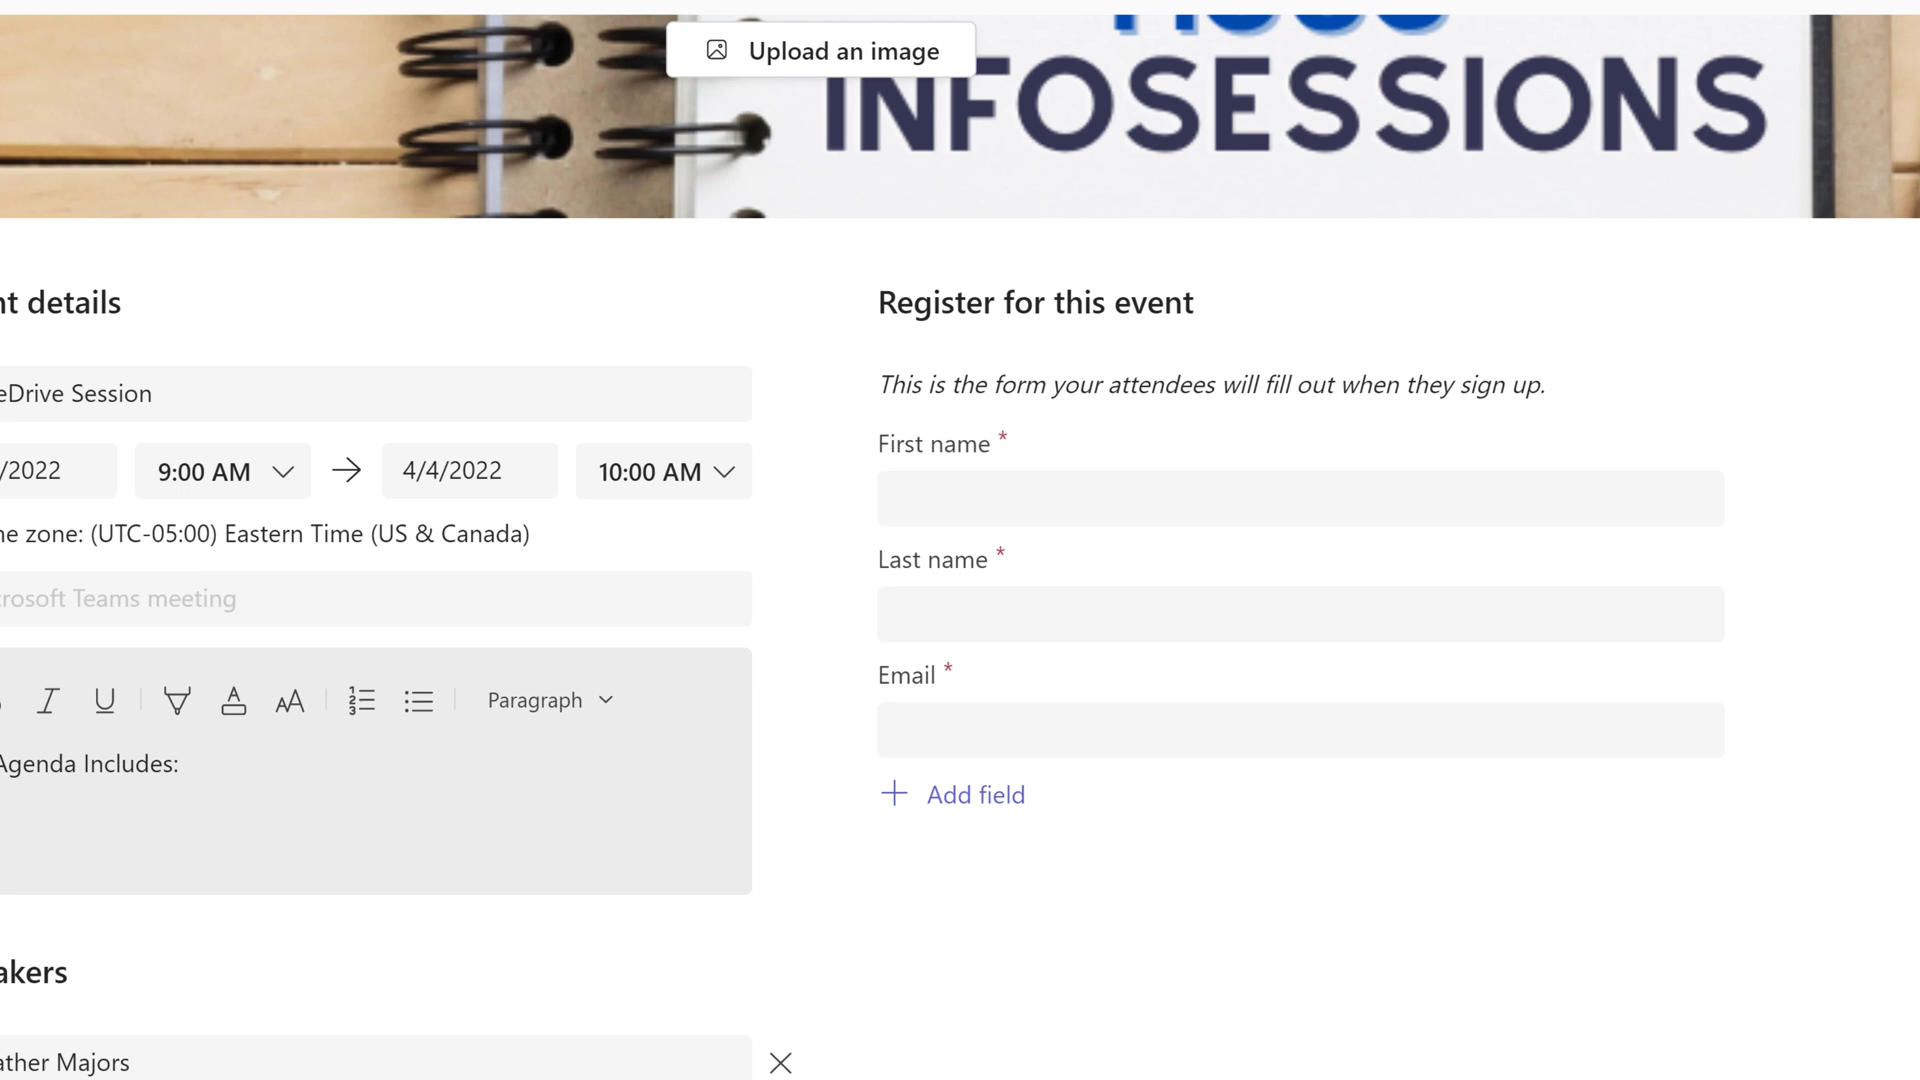 Upload an image
INFOSESSIONS
nt details
eDrive Session
/2022
9:00 AM
4/4/2022
10:00 AM
ne zone: (UTC-05:00) Eastern Time (US & Canada)
crosoft Teams meeting
Paragraph
Agenda Includes:
akers
ather Majors
Register for this event
This is the form your attendees will fill out when they sign up.
First name *
Last name *
Email *
Add field